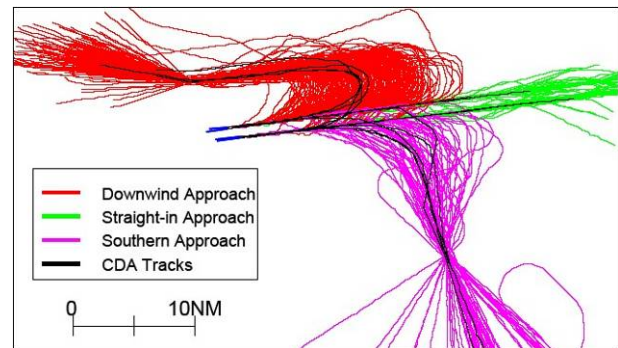 Downwind Approach
Straight-in Approach
Southern Approach
CDA Tracks
0 10NM